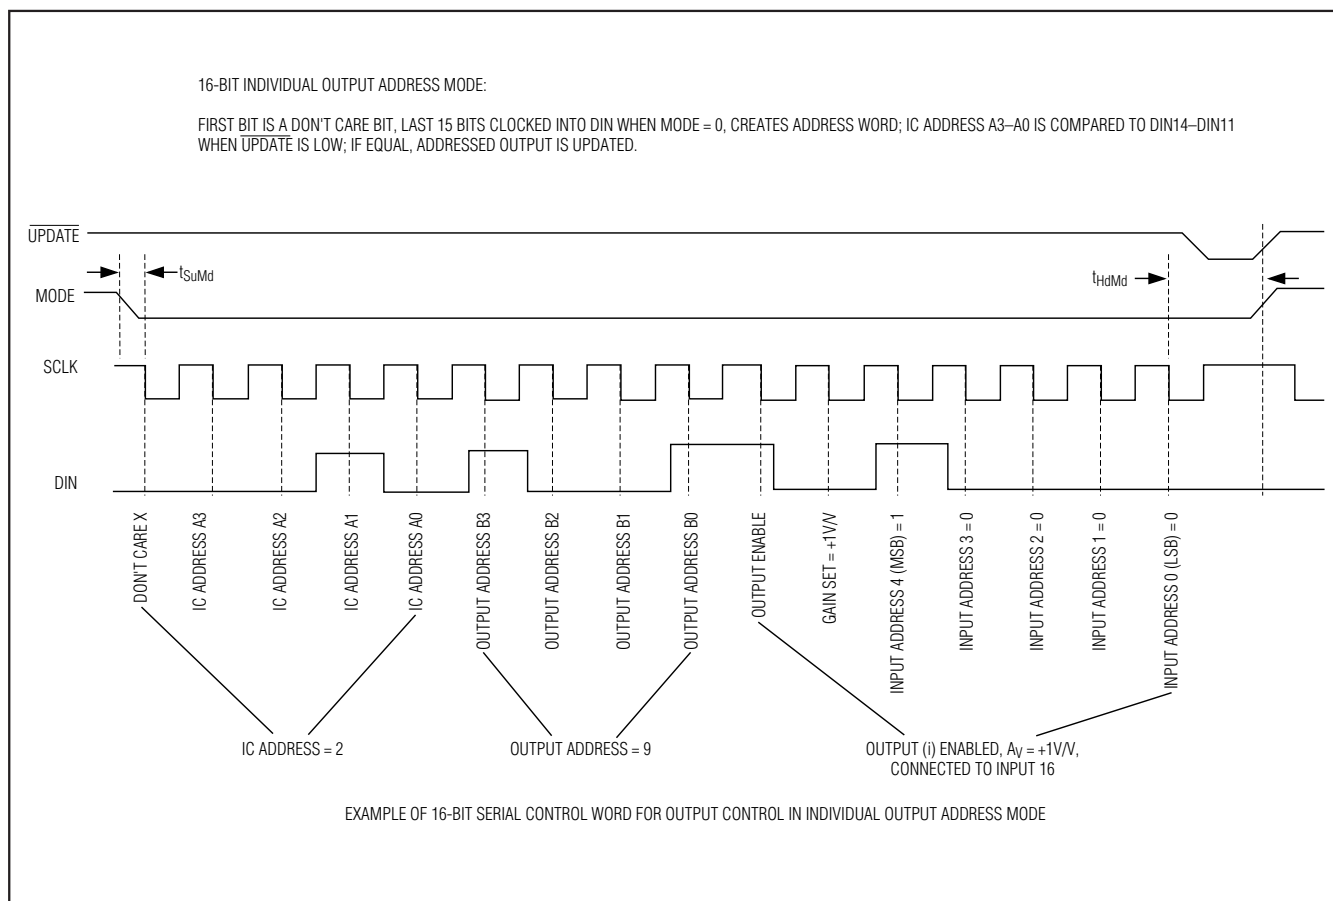 16-BIT INDIVIDUAL OUTPUT ADDRESS MODE:
FIRST BIT IS A DON'T CARE BIT, LAST 15 BITS CLOCKED INTO DIN WHEN MODE = 0, CREATES ADDRESS WORD; IC ADDRESS A3–A0 IS COMPARED TO DIN14–DIN11
WHEN UPDATE IS LOW; IF EQUAL, ADDRESSED OUTPUT IS UPDATED.
UPDATE
tSuMd
tHdMd
MODE
SCLK
DIN
DON'T CARE X
IC ADDRESS A3
IC ADDRESS A2
IC ADDRESS A1
IC ADDRESS A0
OUTPUT ADDRESS B3
OUTPUT ADDRESS B2
OUTPUT ADDRESS B1
OUTPUT ADDRESS B0
OUTPUT ENABLE
GAIN SET = +1V/V
INPUT ADDRESS 4 (MSB) = 1
INPUT ADDRESS 3 = 0
INPUT ADDRESS 2 = 0
INPUT ADDRESS 1 = 0
INPUT ADDRESS 0 (LSB) = 0
IC ADDRESS = 2
OUTPUT ADDRESS = 9
OUTPUT (i) ENABLED, AV = +1V/V,
CONNECTED TO INPUT 16
EXAMPLE OF 16-BIT SERIAL CONTROL WORD FOR OUTPUT CONTROL IN INDIVIDUAL OUTPUT ADDRESS MODE